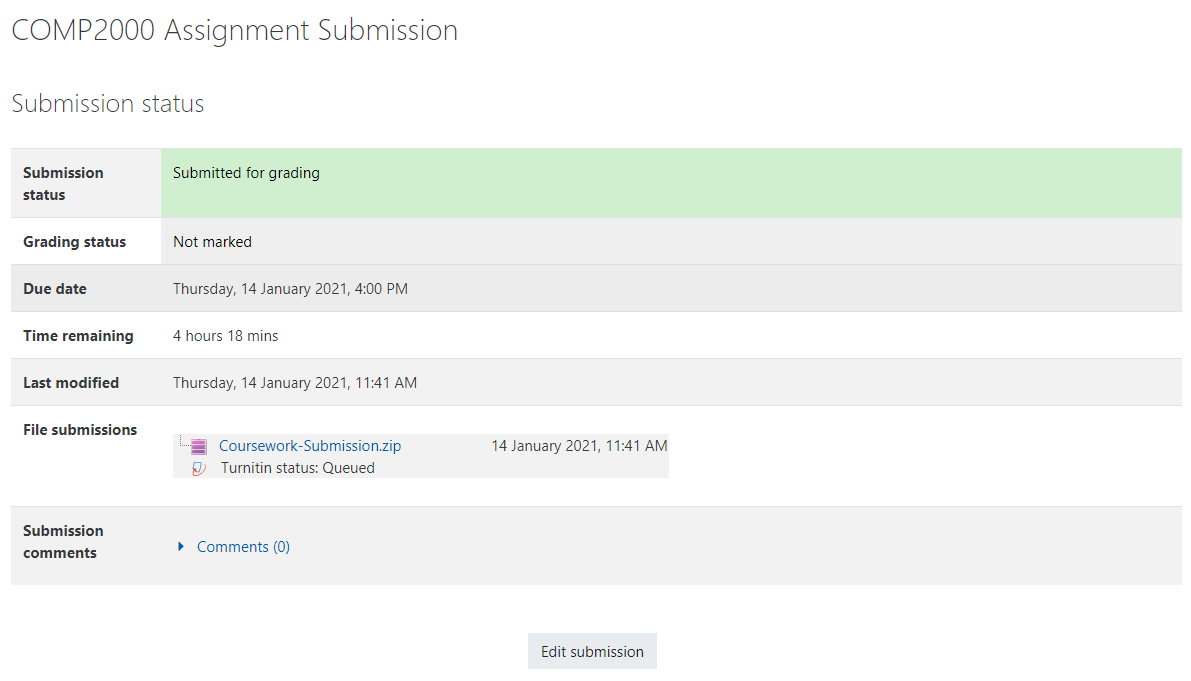 COMP2000 Assignment Submission
Submission status
Submission status Submitted for grading
Grading status Not marked
Due date Thursday, 14 January 2021, 4:00 PM
Time remaining 4 hours 18 mins
Last modified Thursday, 14 January 2021, 11:41 AM
File submissions
Coursework-Submission.zip 14 January 2021, 11:41 AM
Turnitin status: Queued
Submission comments
Comments (0)
Edit submission